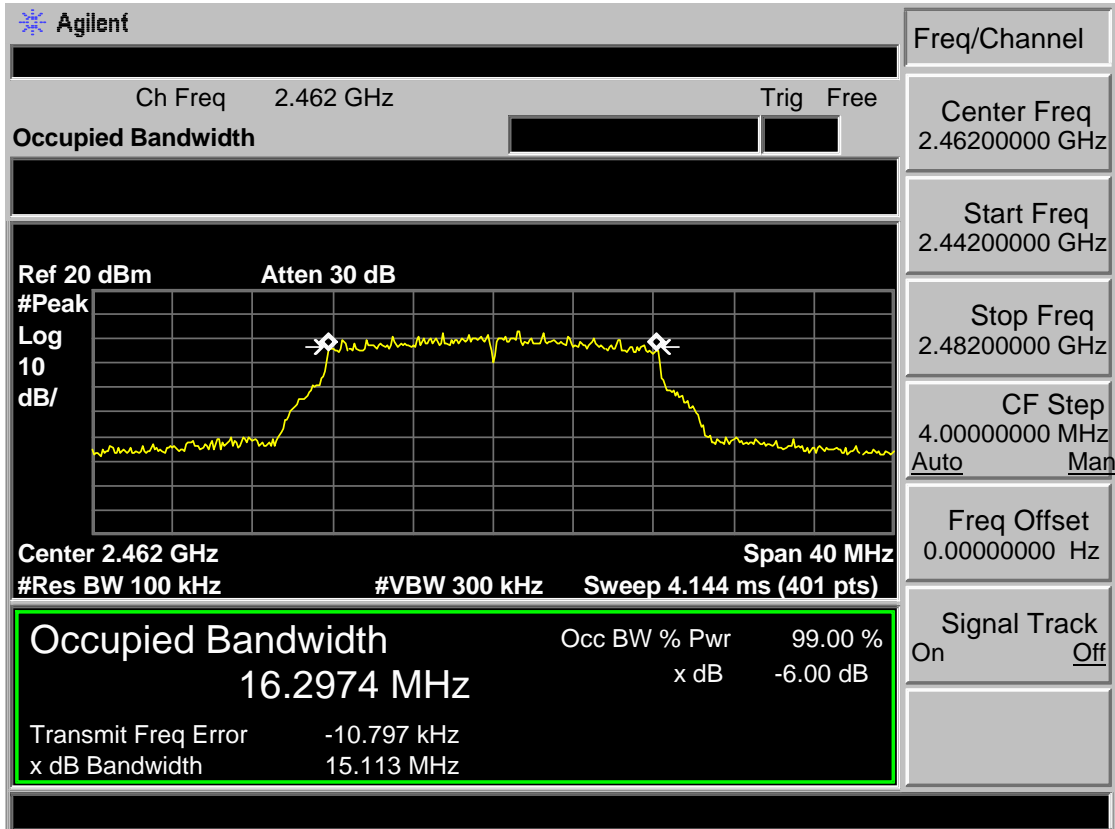 Agilent
Ch Freq 2.462 GHz Trig Free
Occupied Bandwidth
Ref 20 dBm Atten 30 dB
#Peak
Log
10
dB/
Center 2.462 GHz Span 40 MHz
#Res BW 100 kHz #VBW 300 kHz Sweep 4.144 ms (401 pts)
Occupied Bandwidth
16.2974 MHz
Occ BW % Pwr 99.00 %
x dB -6.00 dB
Transmit Freq Error -10.797 kHz
x dB Bandwidth 15.113 MHz
Freq/Channel
Center Freq
2.46200000 GHz
Start Freq
2.44200000 GHz
Stop Freq
2.48200000 GHz
CF Step
4.00000000 MHz
Auto Man
Freq Offset
0.00000000 Hz
Signal Track
On Off